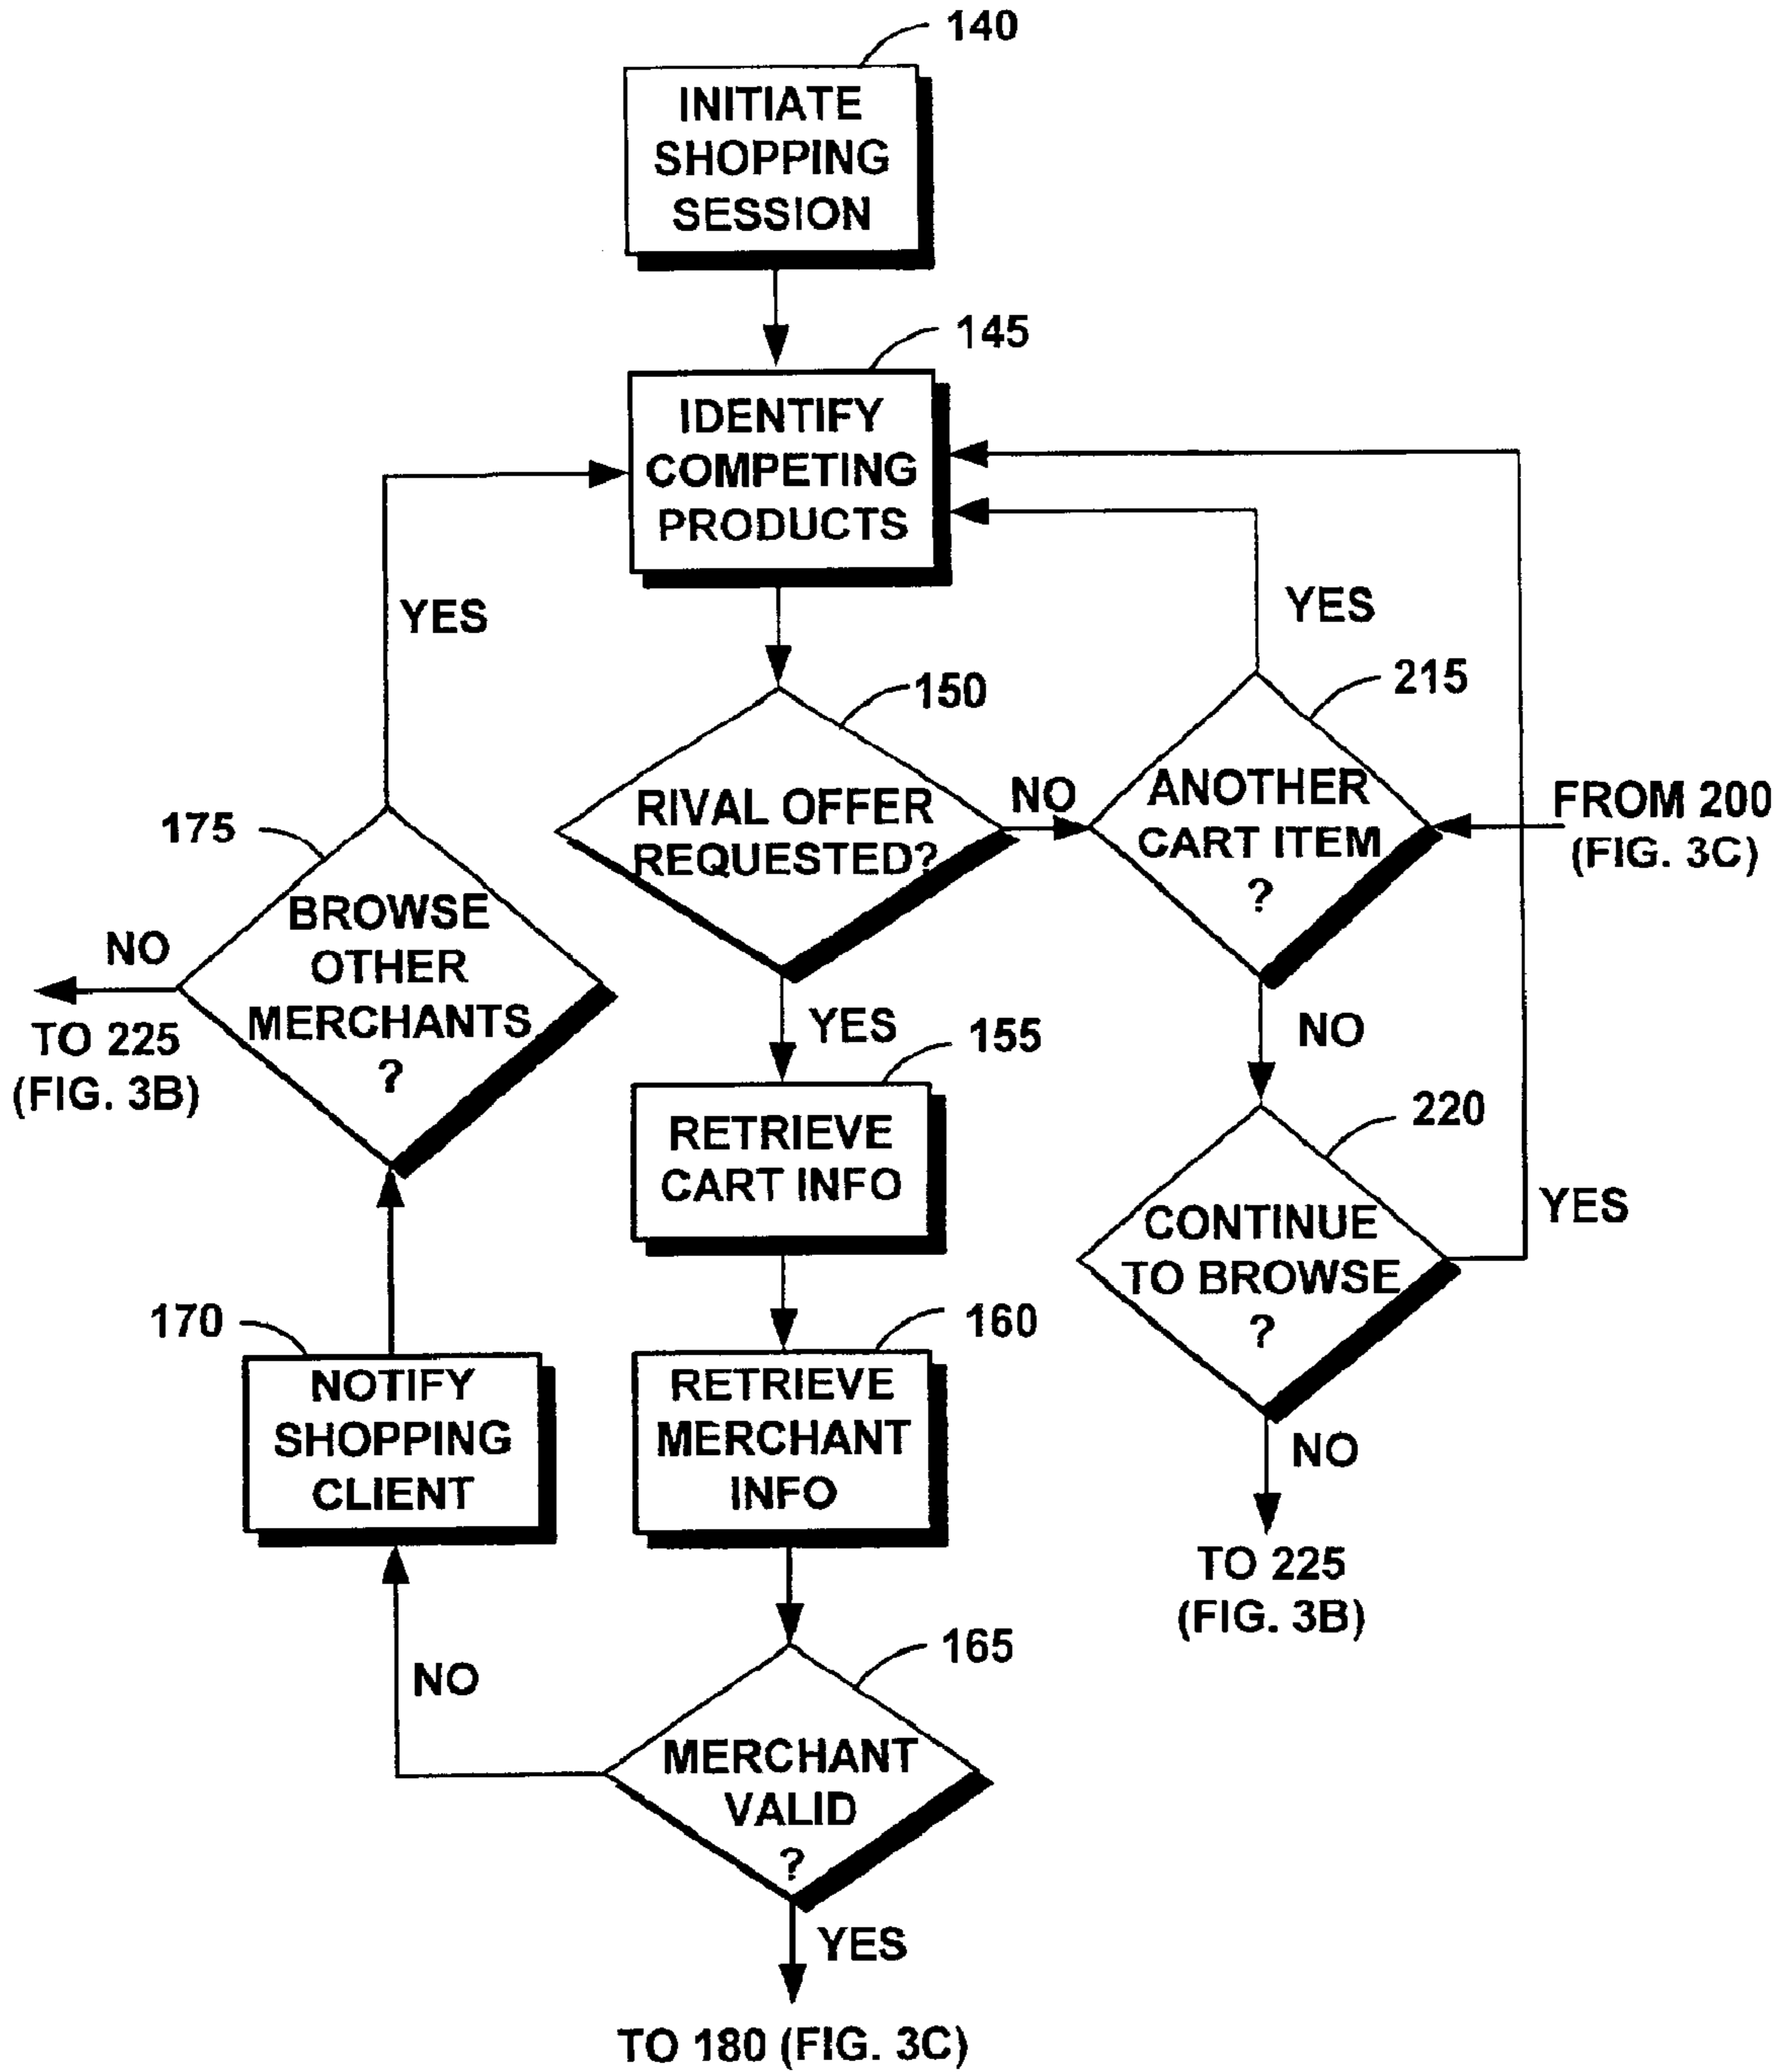 140
INITIATE
SHOPPING
SESSION
145
IDENTIFY
COMPETING
PRODUCTS
YES
YES
150
215
RIVAL OFFER
REQUESTED?
NO
ANOTHER
CART ITEM
?
FROM 200
(FIG. 3C)
175
BROWSE
OTHER
MERCHANTS
?
NO
TO 225
(FIG. 3B)
YES
155
NO
RETRIEVE
CART INFO
220
CONTINUE
TO BROWSE
?
YES
170
NOTIFY
SHOPPING
CLIENT
160
RETRIEVE
MERCHANT
INFO
NO
TO 225
(FIG. 3B)
165
NO
MERCHANT
VALID
?
YES
TO 180 (FIG. 3C)